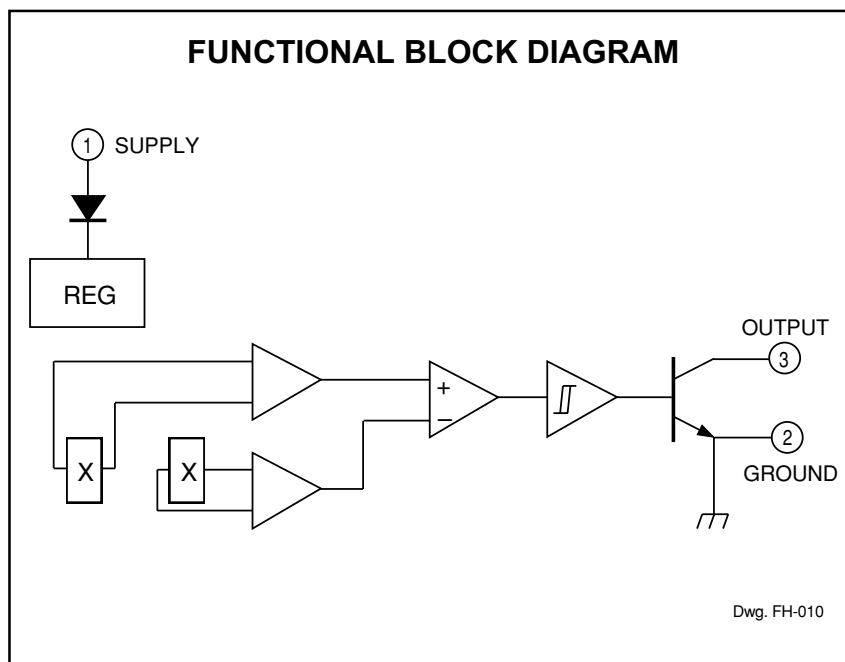 FUNCTIONAL BLOCK DIAGRAM
1 SUPPLY
REG
OUTPUT
3
+
−
X
X
2
GROUND
Dwg. FH-010